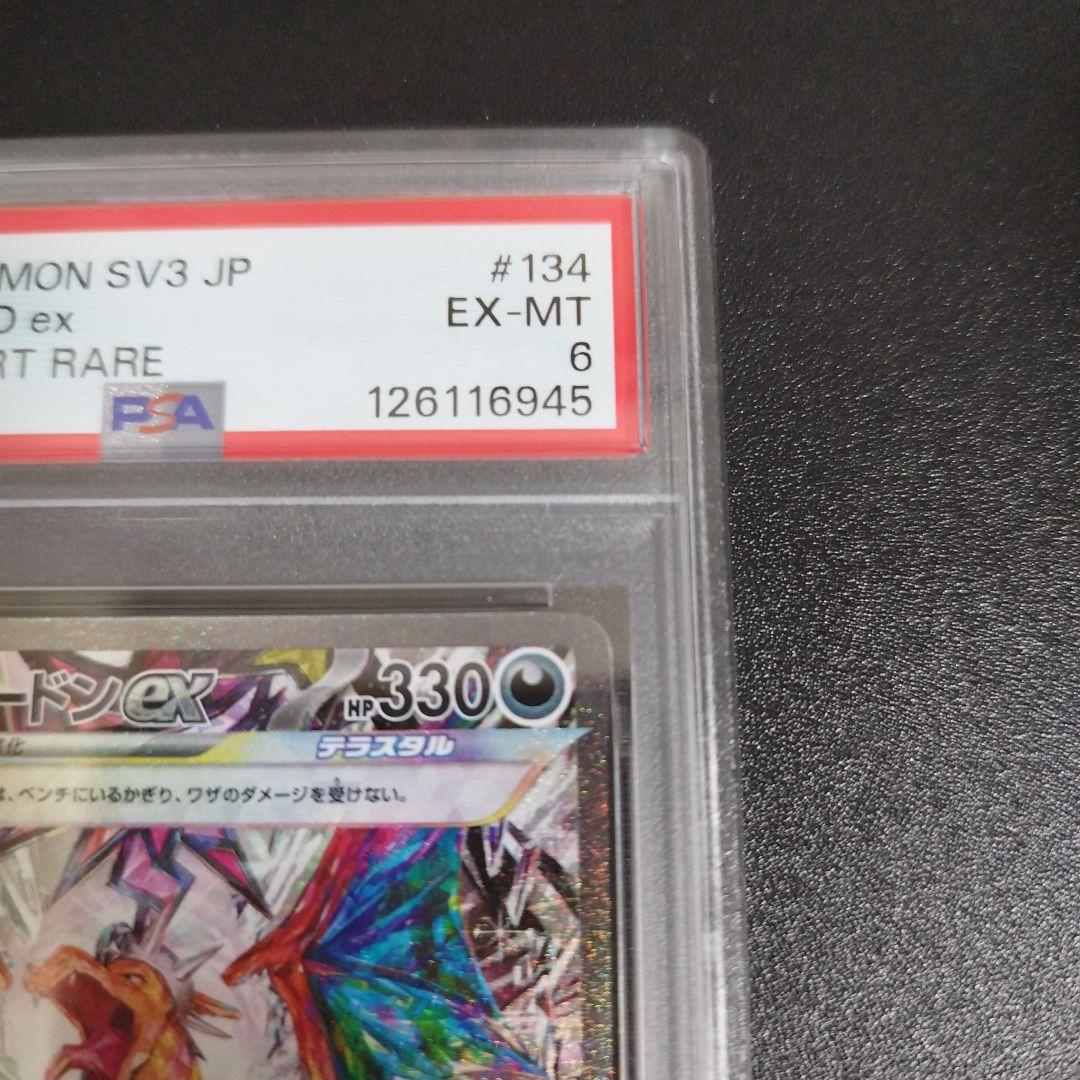 MON SV3 JP #134
D ex EX-MT
RT RARE 6
PSA 126116945
ードンex HP330
化 テラスタル
は、ベンチにいるかぎり、ワザのダメージを受けない。